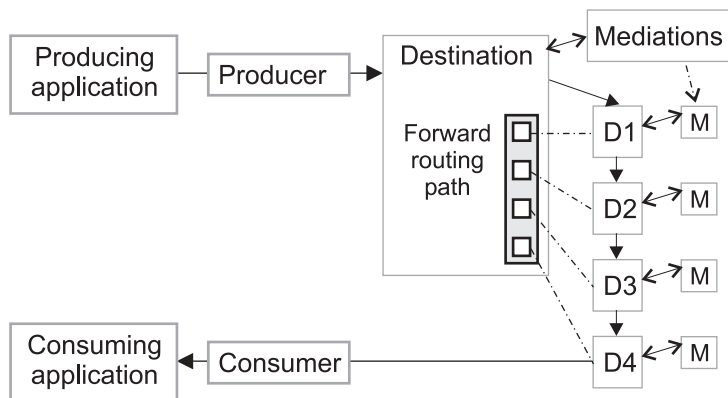 Producing
application
Producer
Destination
Mediations
Forward
routing
path
D1
M
D2
M
D3
M
D4
M
Consuming
application
Consumer